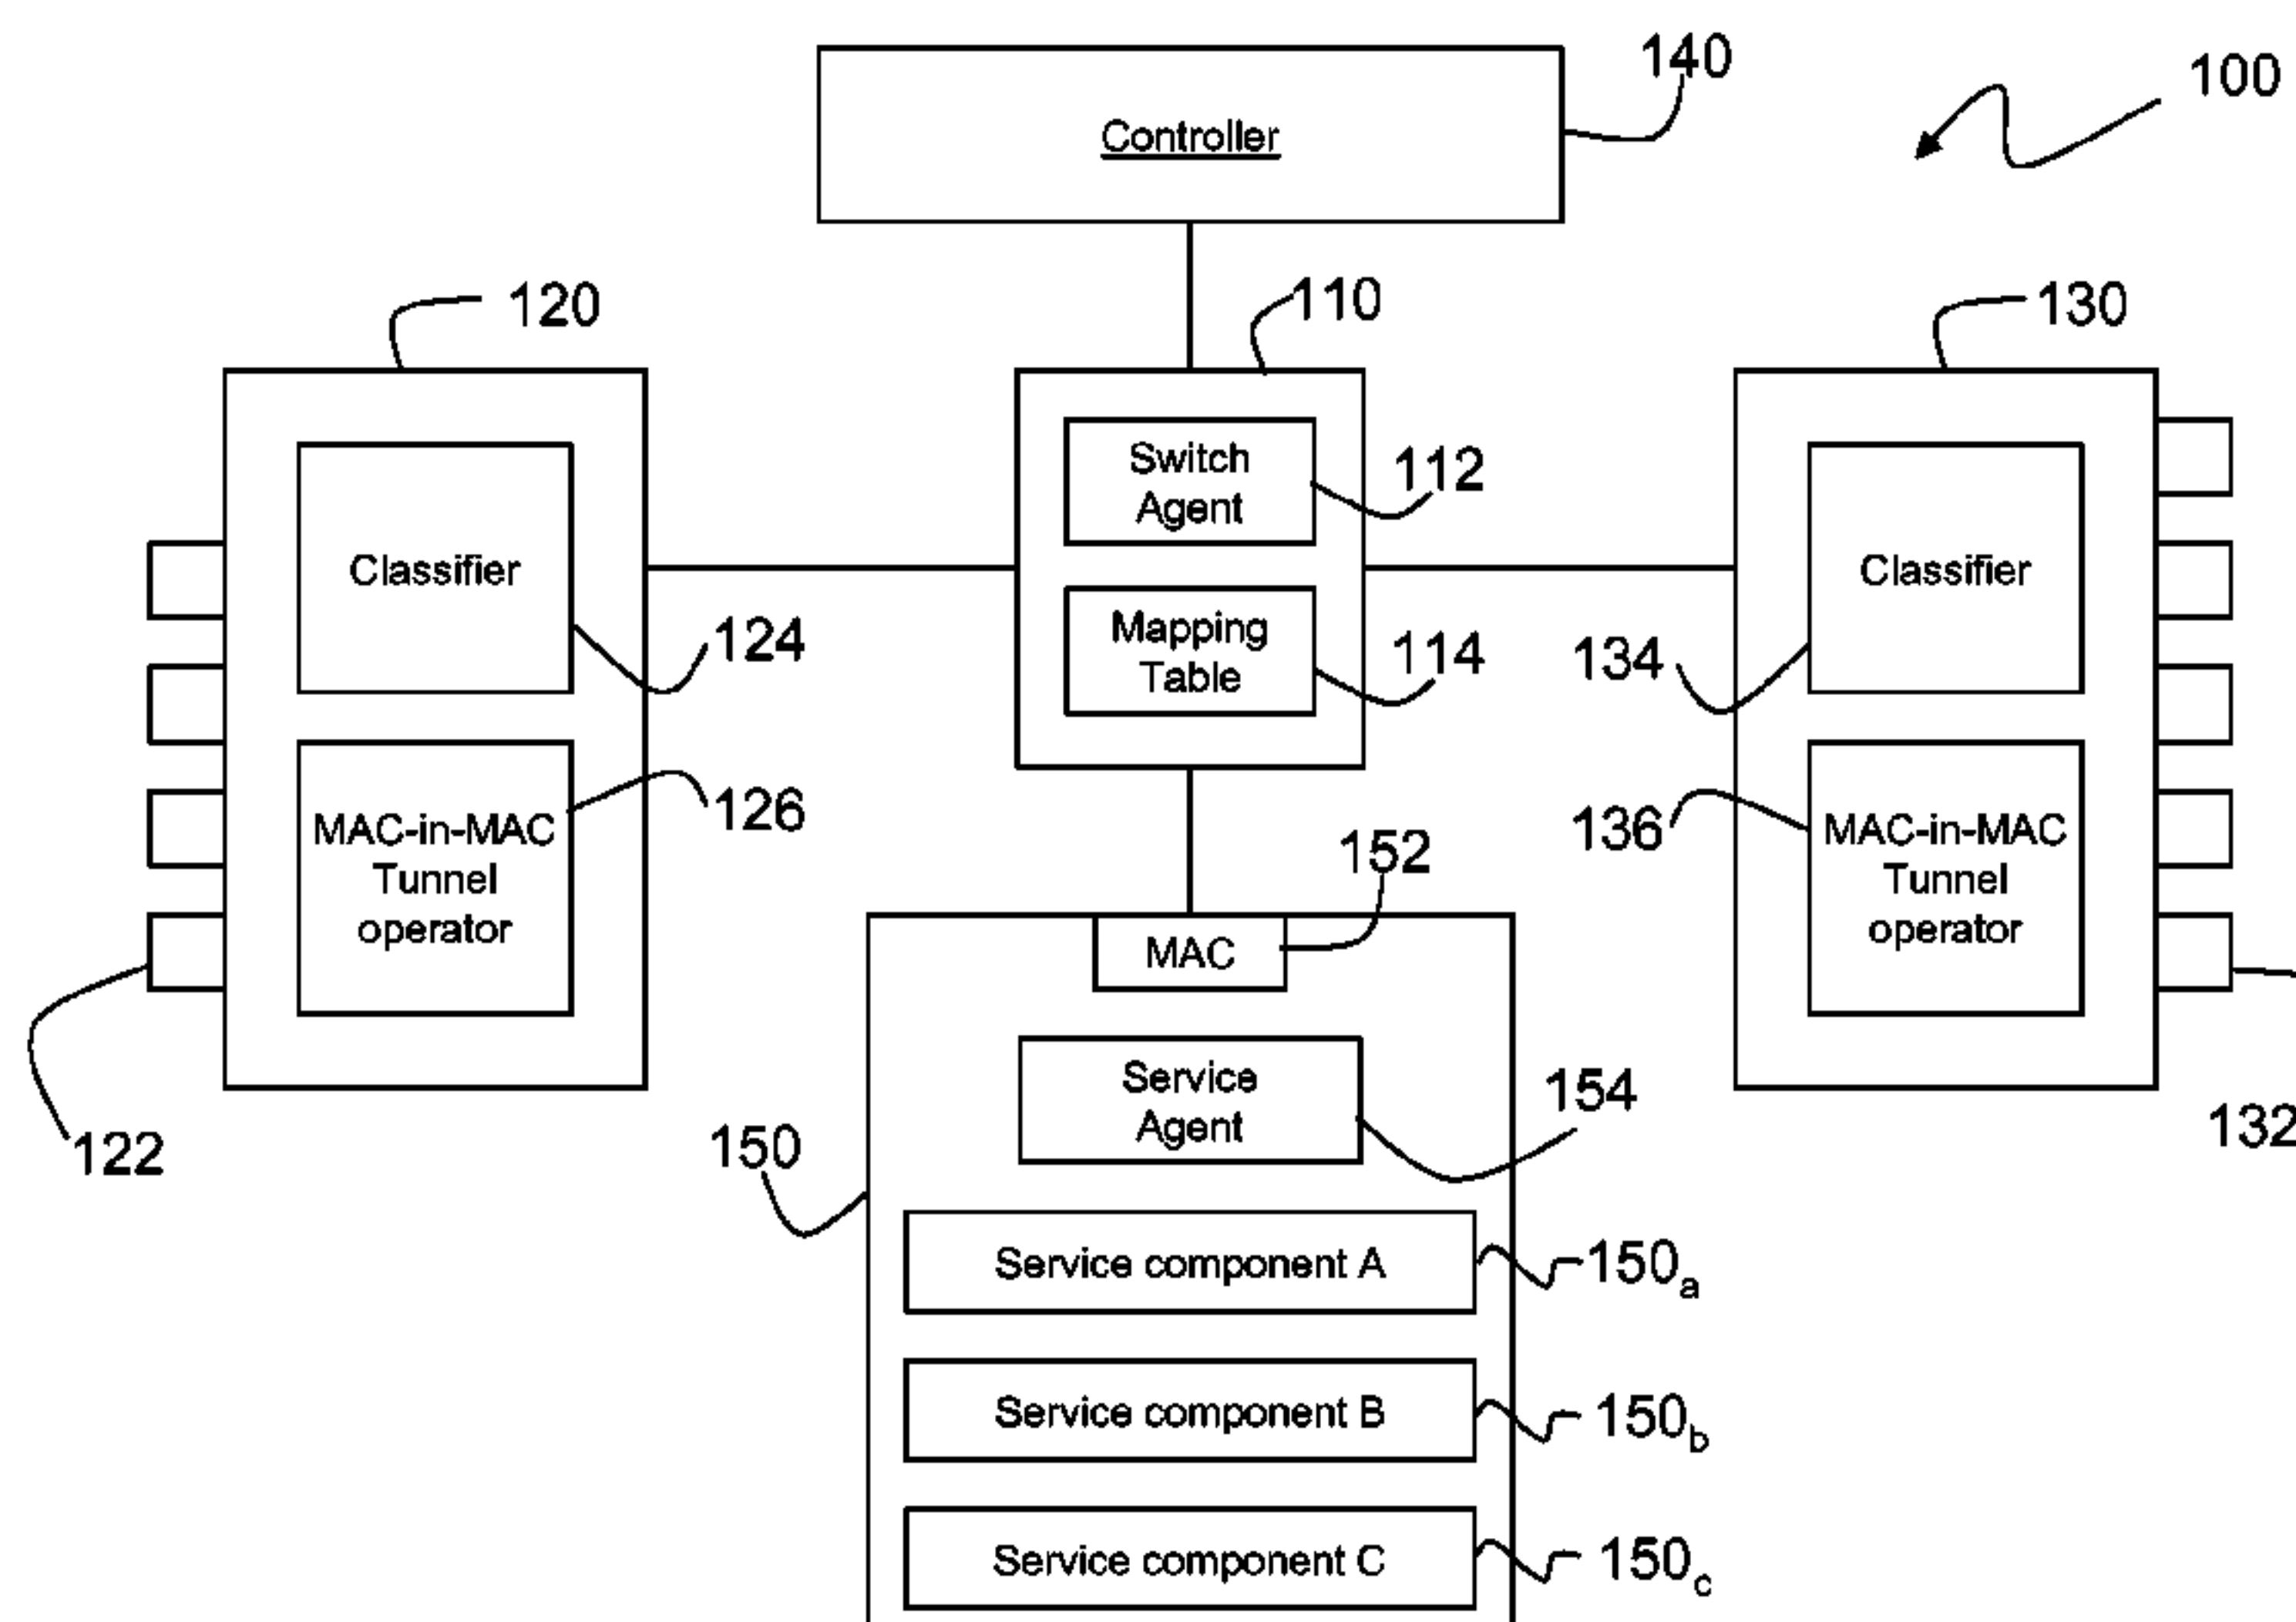 140
100
Controller
120
110
130
Switch
Agent
112
Classifier
Classifier
Mapping
Table
124
114
134
MAC-in-MAC
Tunnel
operator
126
136
MAC-in-MAC
Tunnel
operator
152
MAC
Service
Agent
154
150
122
132
Service component A
150a
Service component B
150b
Service component C
150c